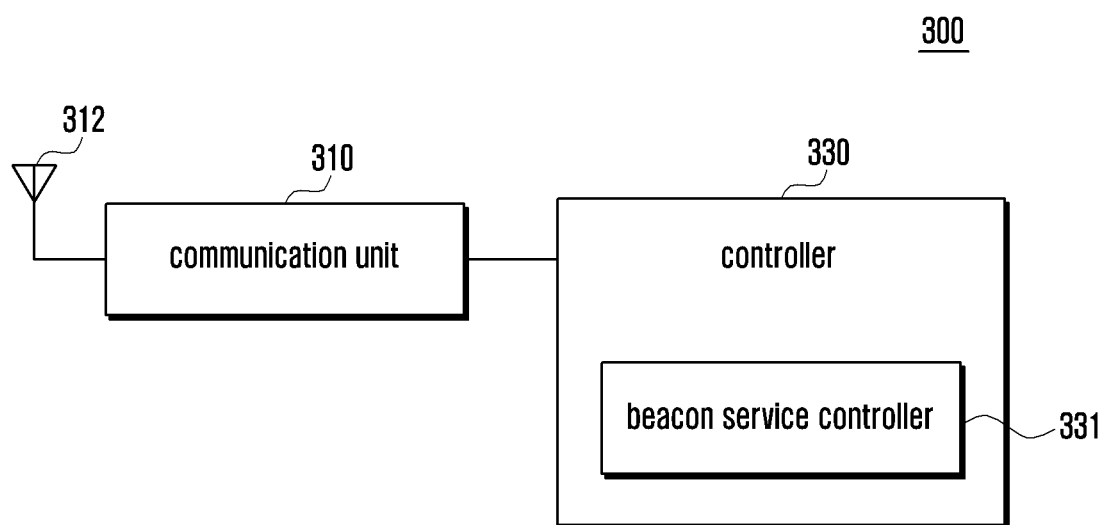 300
312
310
330
communication unit
controller
beacon service controller
331